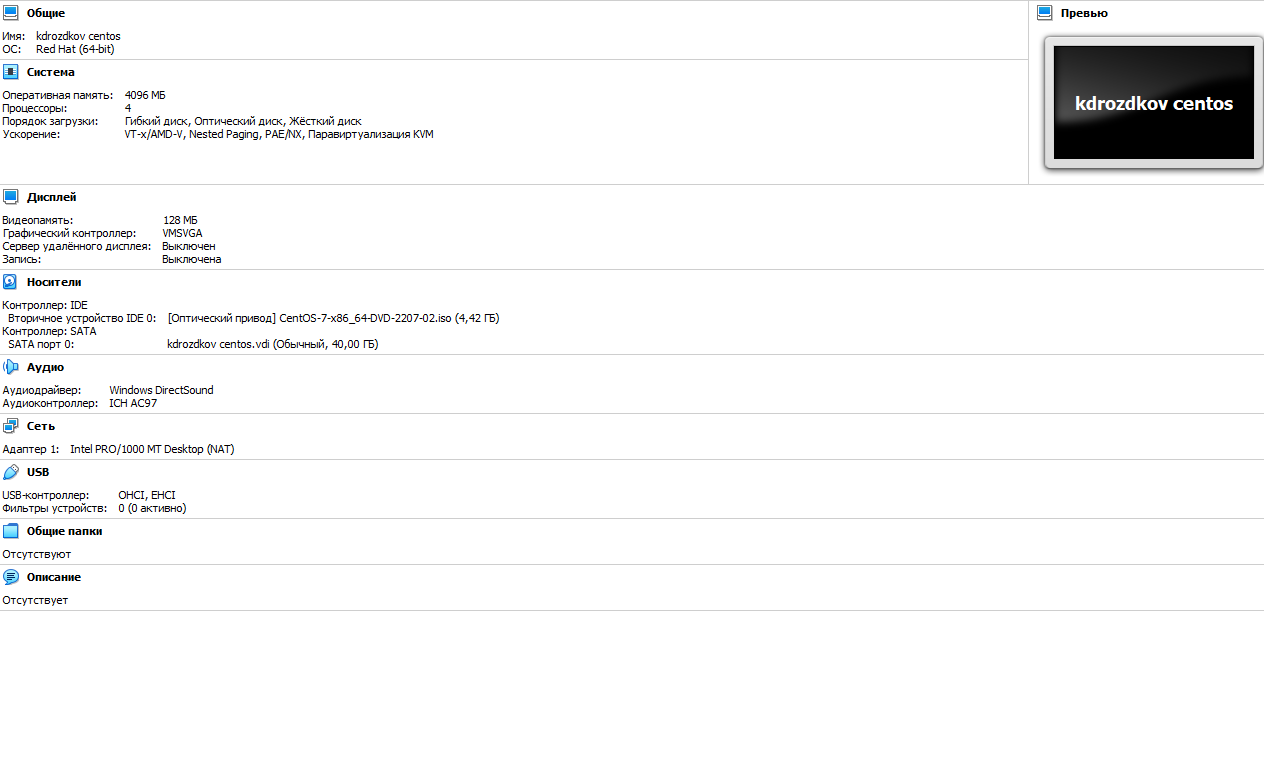 Общие
Имя: kdrozdkov centos
ОС: Red Hat (64-bit)
Система
Оперативная память: 4096 МБ
Процессоры: 4
Порядок загрузки: Гибкий диск, Оптический диск, Жёсткий диск
Ускорение: VT-x/AMD-V, Nested Paging, PAE/NX, Паравиртуализация KVM
Превью
kdrozdkov centos
Дисплей
Видеопамять: 128 МБ
Графический контроллер: VMSVGA
Сервер удалённого дисплея: Выключен
Запись: Выключена
Носители
Контроллер: IDE
Вторичное устройство IDE 0: [Оптический привод] CentOS-7-x86_64-DVD-2207-02.iso (4,42 ГБ)
Контроллер: SATA
SATA порт 0: kdrozdkov centos.vdi (Обычный, 40,00 ГБ)
Аудио
Аудиодрайвер: Windows DirectSound
Аудиоконтроллер: ICH AC97
Сеть
Адаптер 1: Intel PRO/1000 MT Desktop (NAT)
USB
USB-контроллер: OHCI, EHCI
Фильтры устройств: 0 (0 активно)
Общие папки
Отсутствуют
Описание
Отсутствует